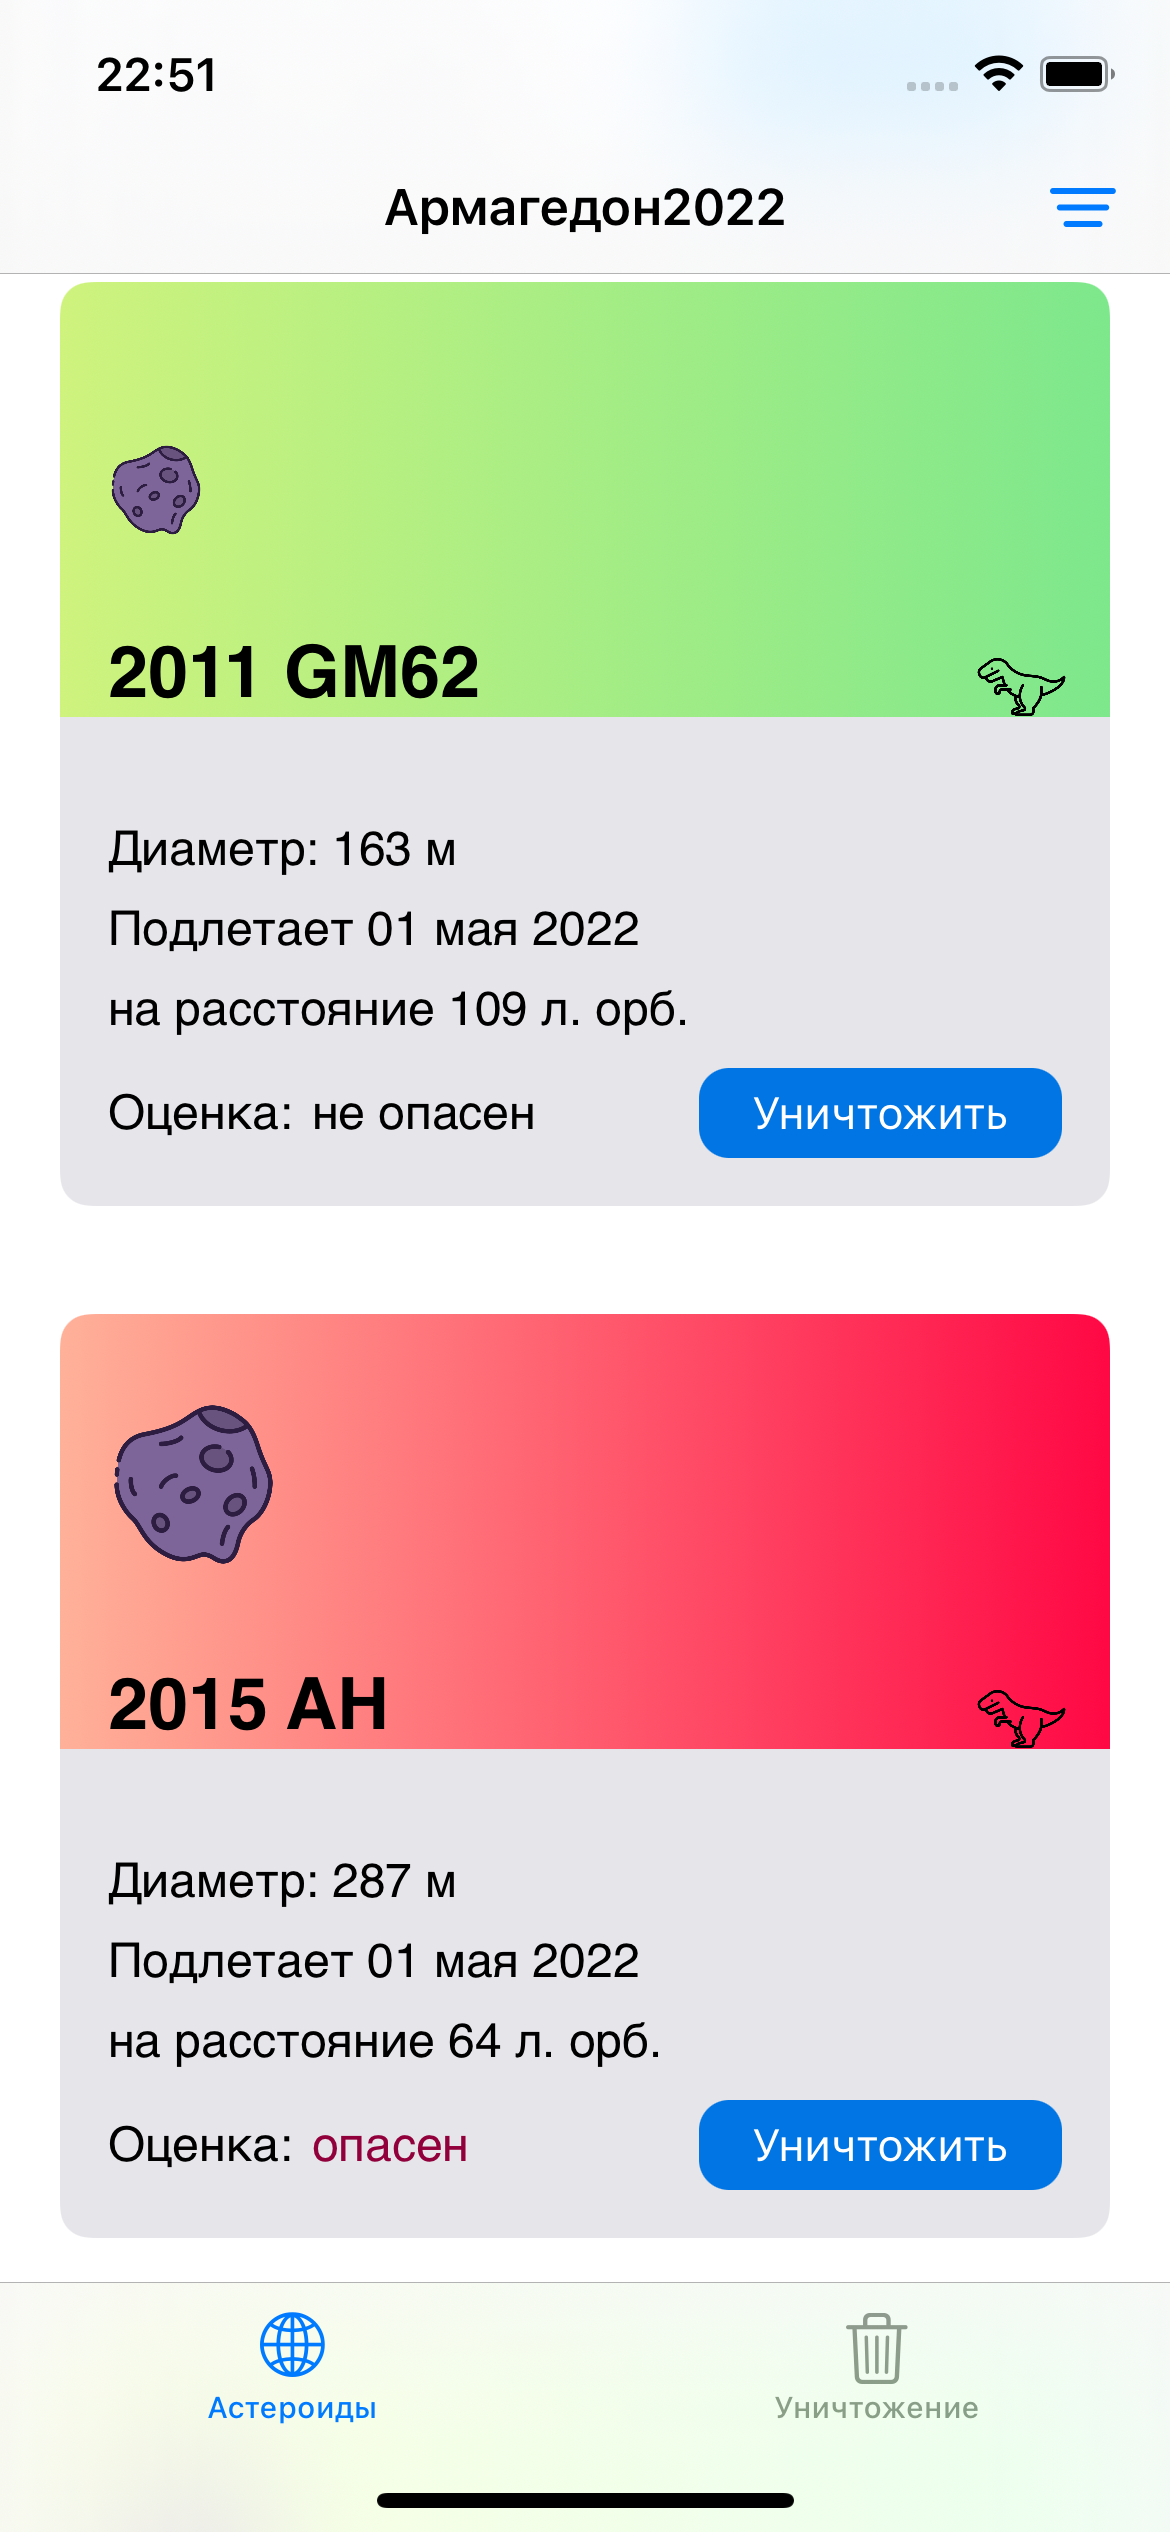 22:51
Армагедон2022
2011 GM62
Диаметр: 163 м
Подлетает 01 мая 2022
на расстояние 109 л. орб.
Оценка: не опасен
Уничтожить
2015 AH
Диаметр: 287 м
Подлетает 01 мая 2022
на расстояние 64 л. орб.
Оценка: опасен
Уничтожить
Астероиды
Уничтожение